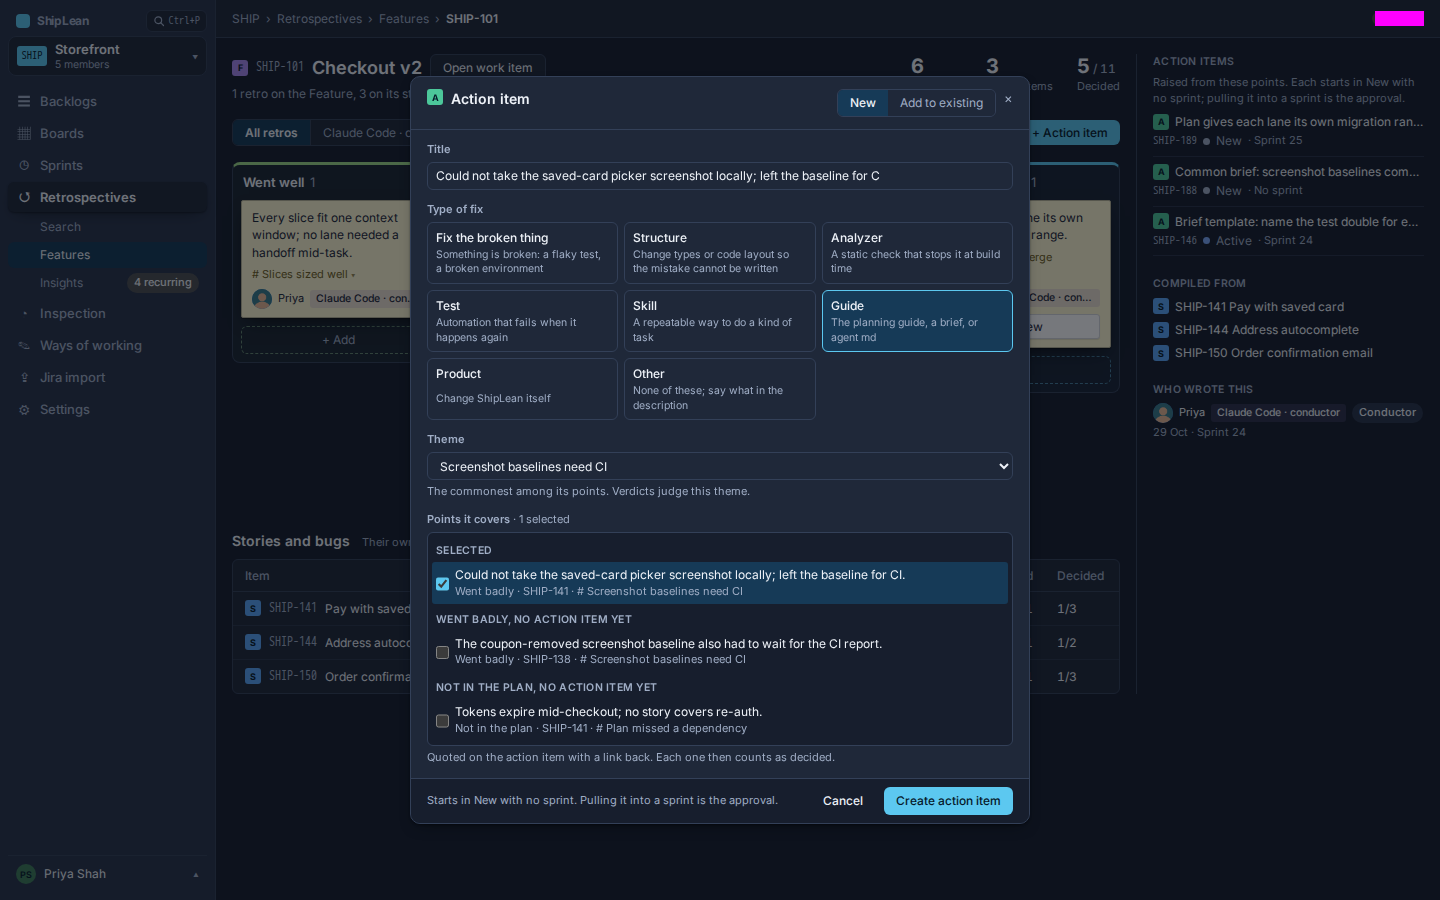 ShipLean
Ctrl+P
SHIP
Storefront
5 members
Backlogs
Boards
Sprints
Retrospectives
Search
Features
Insights
4 recurring
Inspection
Ways of working
Jira import
Settings
PS
Priya Shah
SHIP › Retrospectives › Features › SHIP-101
F SHIP-101 Checkout v2
Open work item
1 retro on the Feature, 3 on its st
6
3
5 / 11
ems
Decided
All retros
Claude Code · c
+ Action item
Went well 1
Every slice fit one context
window; no lane needed a
handoff mid-task.
# Slices sized well
Priya
Claude Code · con...
+ Add
1
ne its own
range.
erge
Code · con...
ew
Stories and bugs
Their own
Item
Decided
S SHIP-141 Pay with saved
1/3
S SHIP-144 Address autoco
1/2
S SHIP-150 Order confirma
1/3
A Action item
New
Add to existing
×
Title
Could not take the saved-card picker screenshot locally; left the baseline for C
Type of fix
Fix the broken thing
Something is broken: a flaky test,
a broken environment
Structure
Change types or code layout so
the mistake cannot be written
Analyzer
A static check that stops it at build
time
Test
Automation that fails when it
happens again
Skill
A repeatable way to do a kind of
task
Guide
The planning guide, a brief, or
agent md
Product
Change ShipLean itself
Other
None of these; say what in the
description
Theme
Screenshot baselines need CI
The commonest among its points. Verdicts judge this theme.
Points it covers · 1 selected
SELECTED
Could not take the saved-card picker screenshot locally; left the baseline for CI.
Went badly · SHIP-141 · # Screenshot baselines need CI
WENT BADLY, NO ACTION ITEM YET
The coupon-removed screenshot baseline also had to wait for the CI report.
Went badly · SHIP-138 · # Screenshot baselines need CI
NOT IN THE PLAN, NO ACTION ITEM YET
Tokens expire mid-checkout; no story covers re-auth.
Not in the plan · SHIP-141 · # Plan missed a dependency
Quoted on the action item with a link back. Each one then counts as decided.
Starts in New with no sprint. Pulling it into a sprint is the approval.
Cancel
Create action item
ACTION ITEMS
Raised from these points. Each starts in New with
no sprint; pulling it into a sprint is the approval.
A Plan gives each lane its own migration ran...
SHIP-189 New · Sprint 25
A Common brief: screenshot baselines com...
SHIP-188 New · No sprint
A Brief template: name the test double for e...
SHIP-146 Active · Sprint 24
COMPILED FROM
S SHIP-141 Pay with saved card
S SHIP-144 Address autocomplete
S SHIP-150 Order confirmation email
WHO WROTE THIS
Priya Claude Code · conductor Conductor
29 Oct · Sprint 24